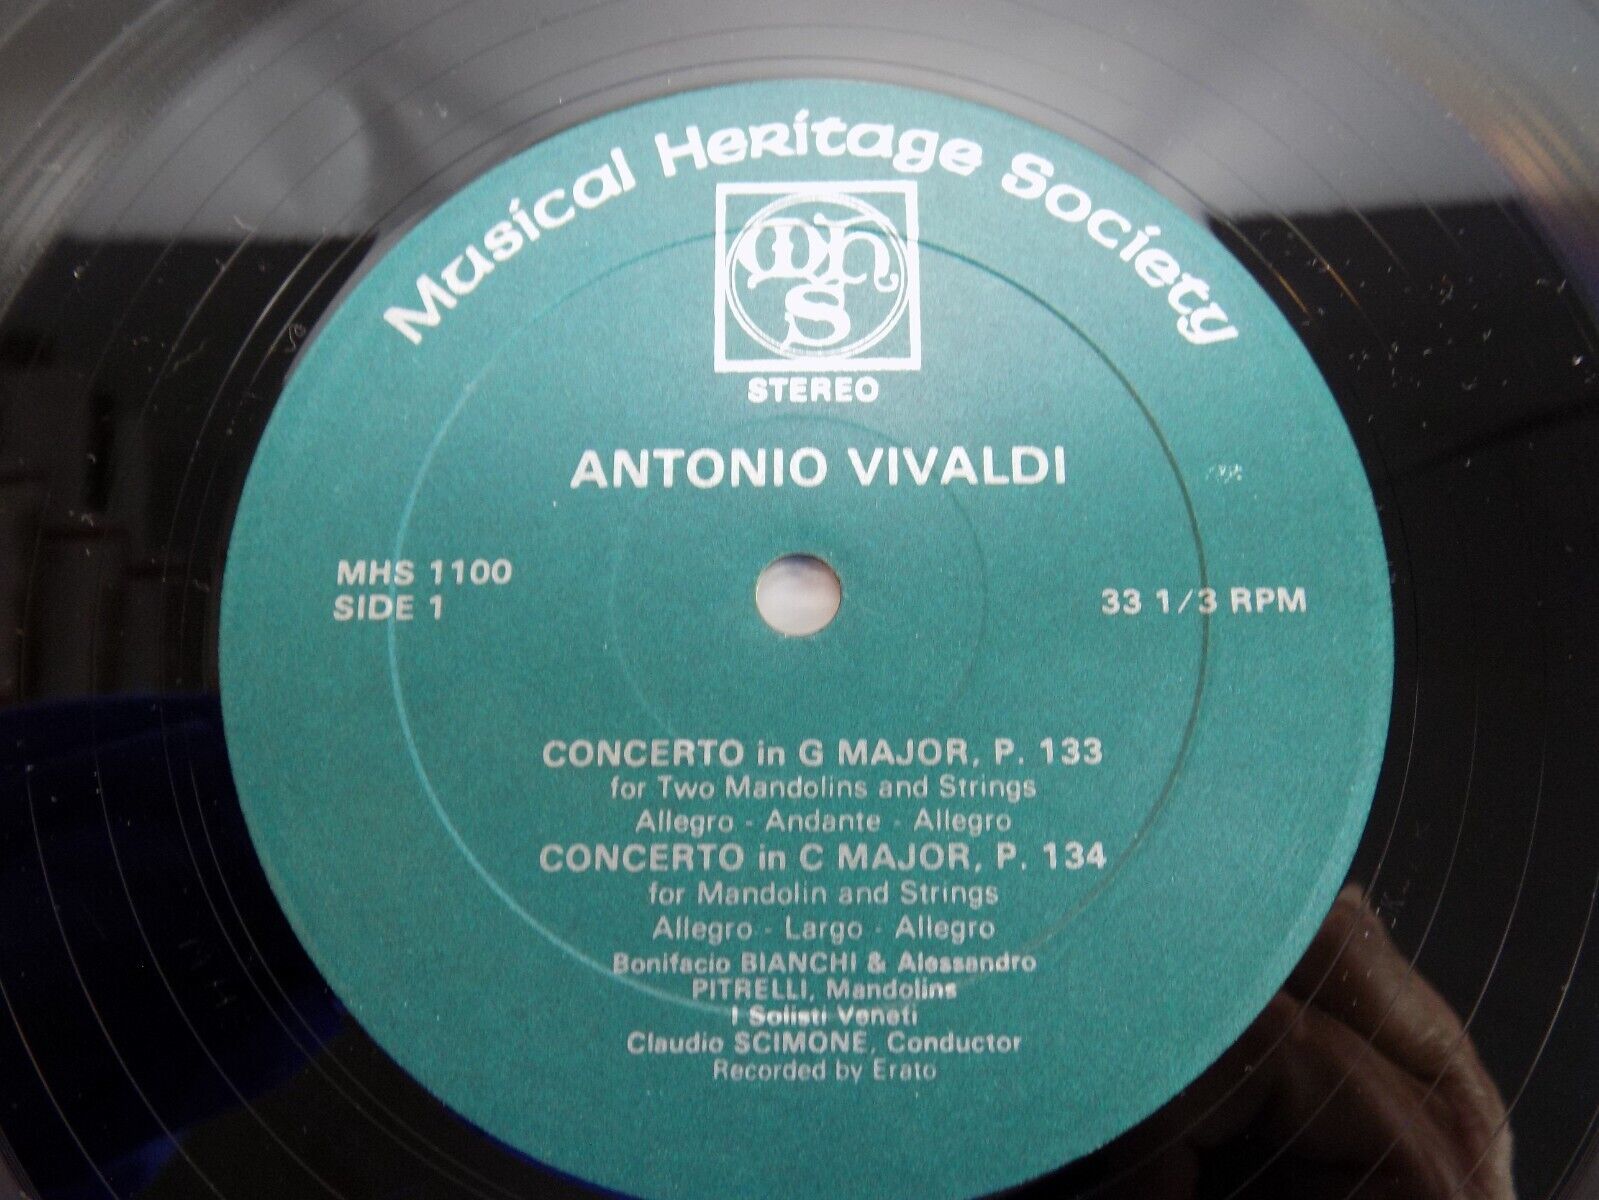 Musical Heritage Society
mhs
STEREO
ANTONIO VIVALDI
MHS 1100
SIDE 1
33 1/3 RPM
CONCERTO in G MAJOR, P. 133
for Two Mandolins and Strings
Allegro - Andante - Allegro
CONCERTO in C MAJOR, P. 134
for Mandolin and Strings
Allegro - Largo - Allegro
Bonifacio BIANCHI & Alessandro
PITRELLI, Mandolins
I Solisti Veneti
Claudio SCIMONE, Conductor
Recorded by Erato